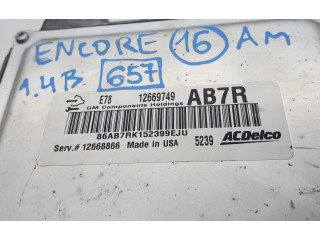 ENCORE 16 AM
1.4B 657
E78 12669749 AB7R
GM Components Holdings
86AB7RK152399EJU
Serv.# 12668866 Made in USA 5239 ACDelco